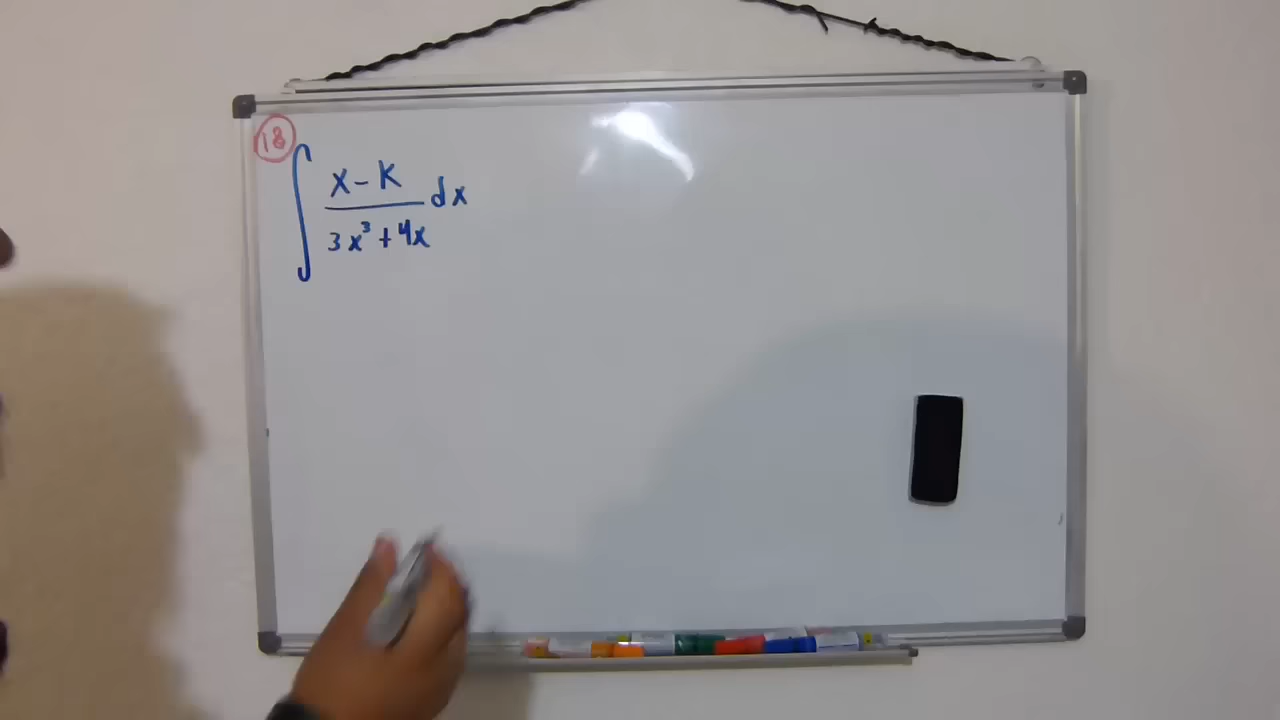 18
∫ (x - k)/(3x³ + 4x) dx